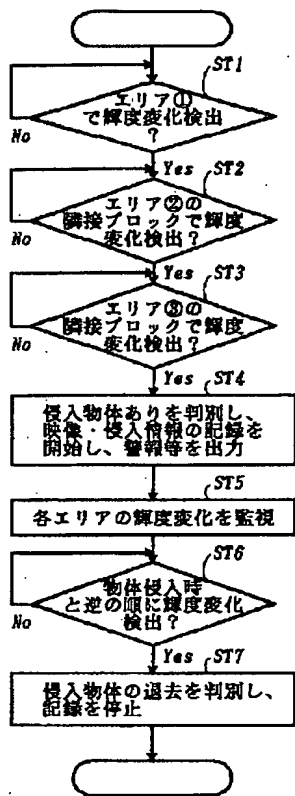 ST1
エリア①
で輝度変化検出
?
No
Yes
ST2
エリア②の
隣接ブロックで輝度
変化検出?
No
Yes
ST3
エリア③の
隣接ブロックで輝度
変化検出?
No
Yes
ST4
侵入物体ありを判別し、
映像・侵入情報の記録を
開始し、警報等を出力
ST5
各エリアの輝度変化を監視
ST6
物体侵入時
と逆の順に輝度変化
検出?
No
Yes
ST7
侵入物体の退去を判別し、
記録を停止